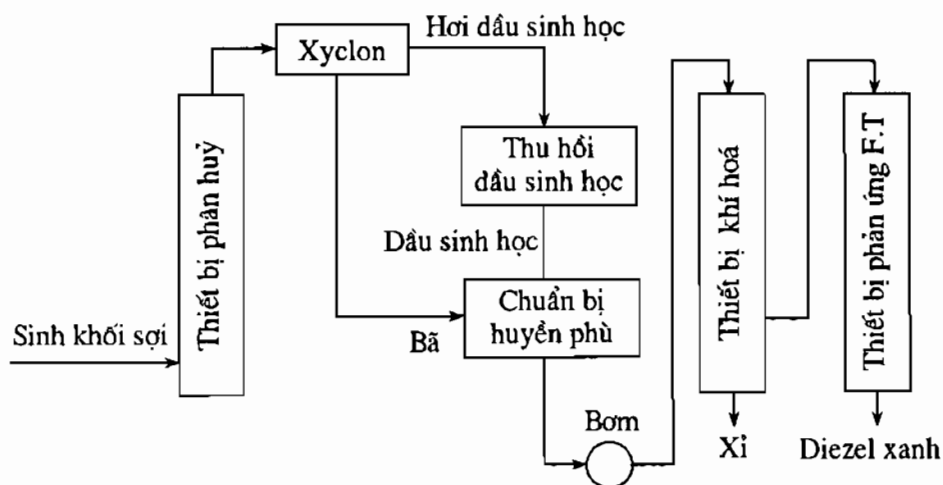 Hơi dầu sinh học
Xyclon
Thiết bị phân huỷ
Thu hồi
dầu sinh học
Dầu sinh học
Chuẩn bị
huyền phù
Sinh khối sợi
Bã
Bơm
Thiết bị khí hoá
Xỉ
Thiết bị phản ứng F.T
Diezel xanh